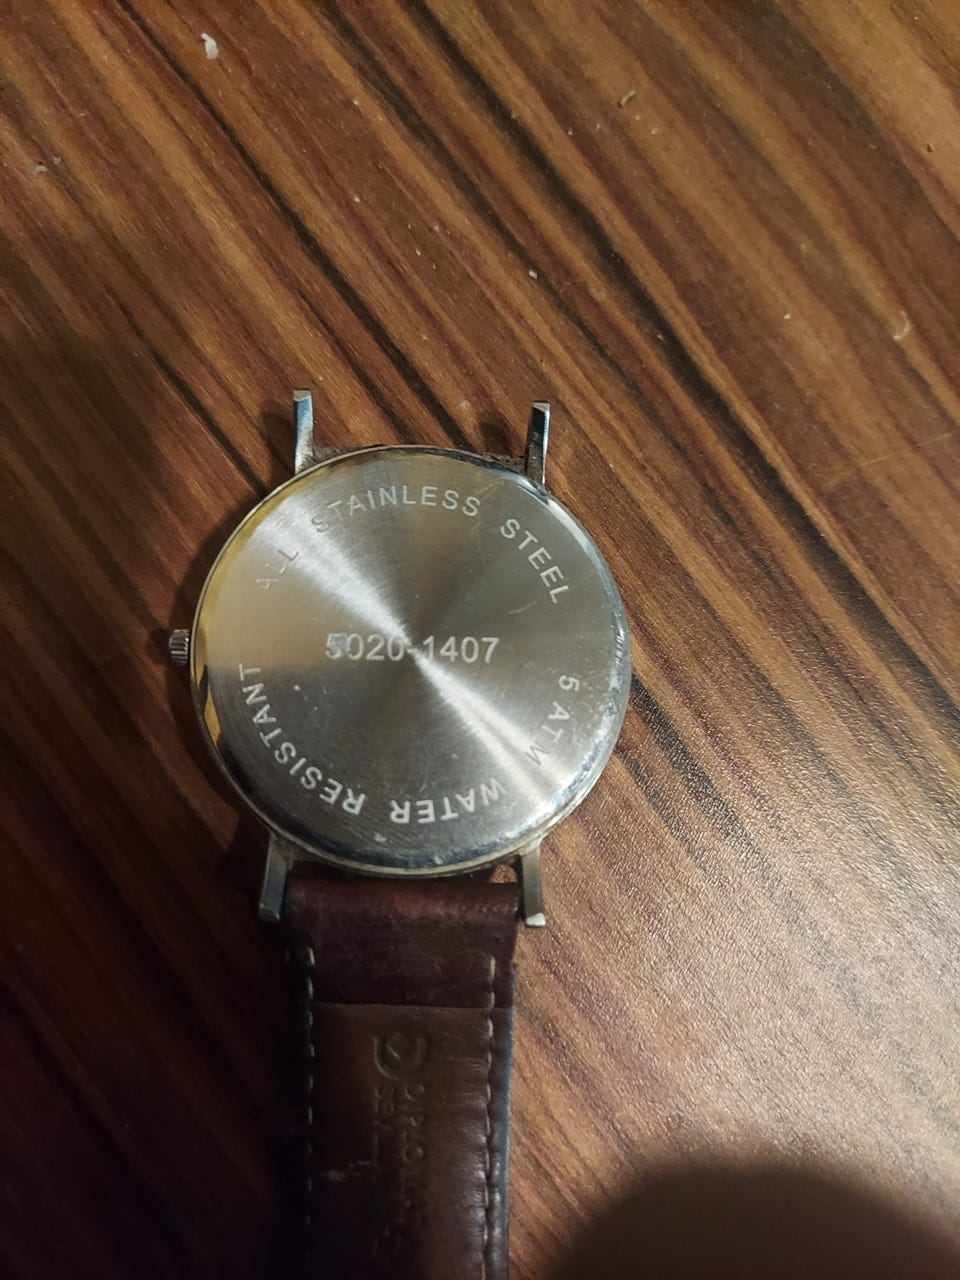 ALL STAINLESS STEEL
5020-1407
5 ATM WATER RESISTANT